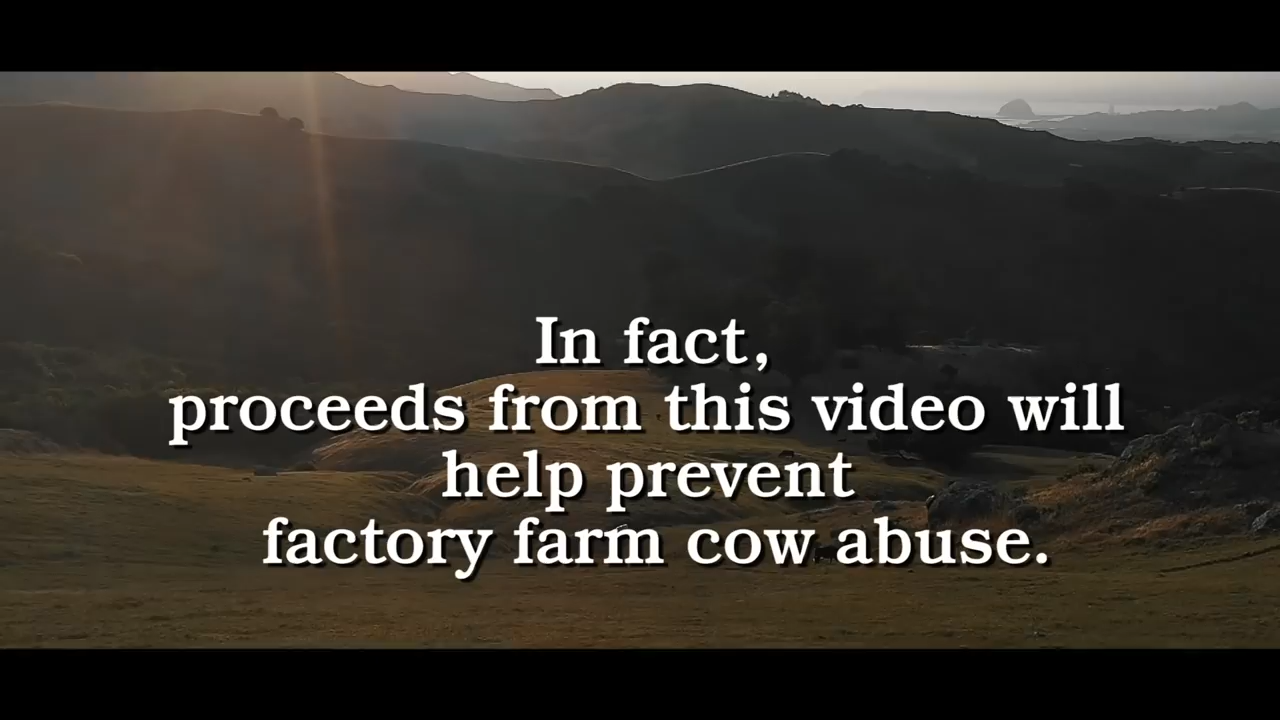 In fact,
proceeds from this video will
help prevent
factory farm cow abuse.